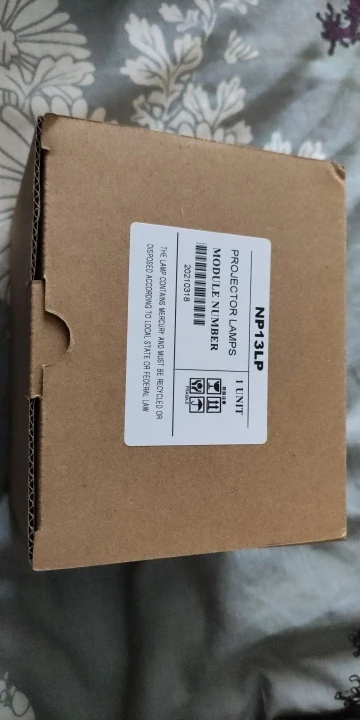 NP13LP
PROJECTOR LAMPS
1 UNIT
MODULE NUMBER
20210318
FRAGILE
THE LAMP CONTAINS MERCURY AND MUST BE RECYCLED OR
DISPOSED ACCORDING TO LOCAL STATE OR FEDERAL LAW